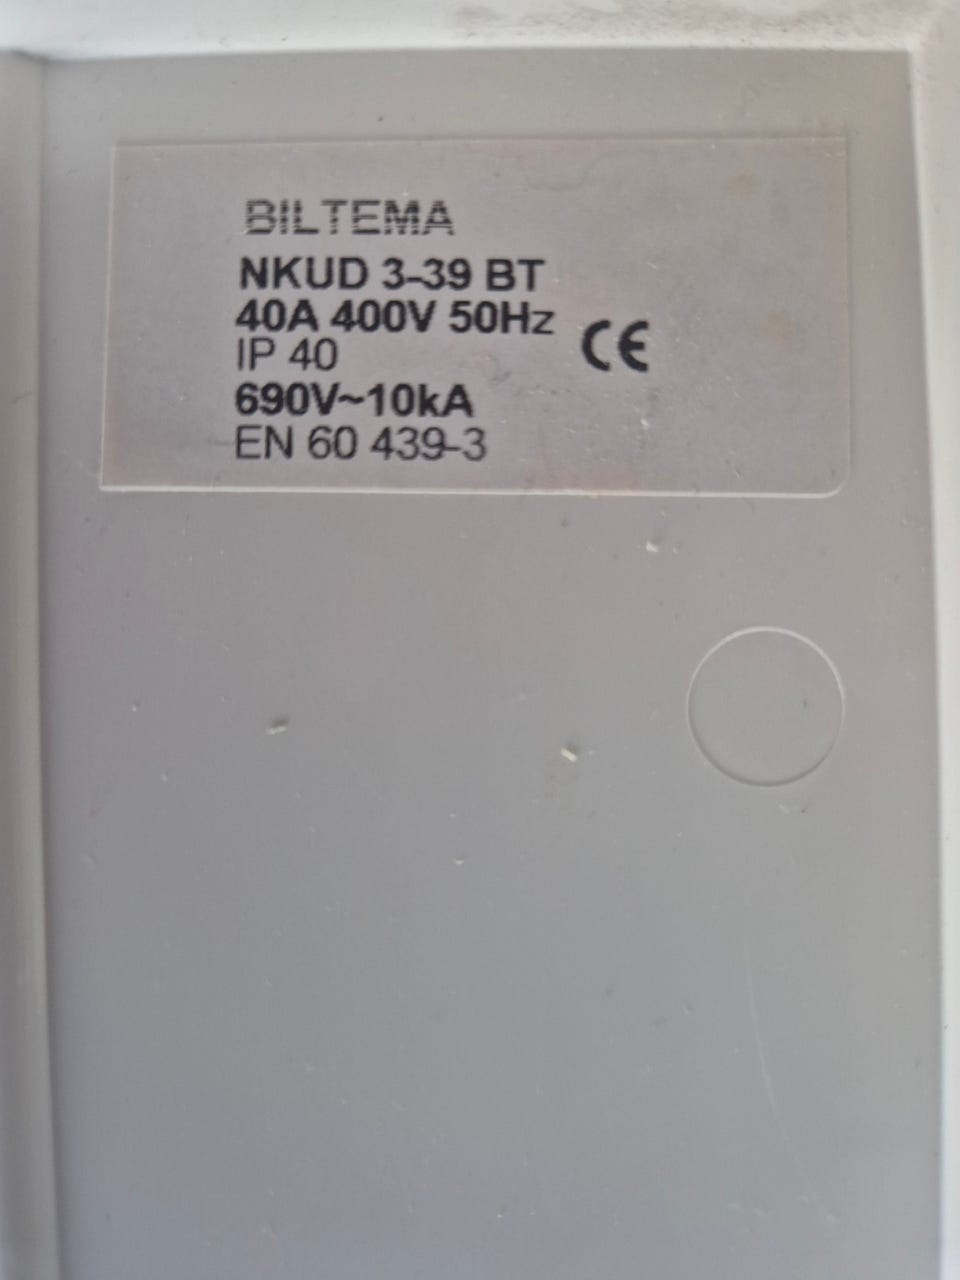 BILTEMA
NKUD 3-39 BT
40A 400V 50Hz
IP 40
CE
690V~10kA
EN 60 439-3